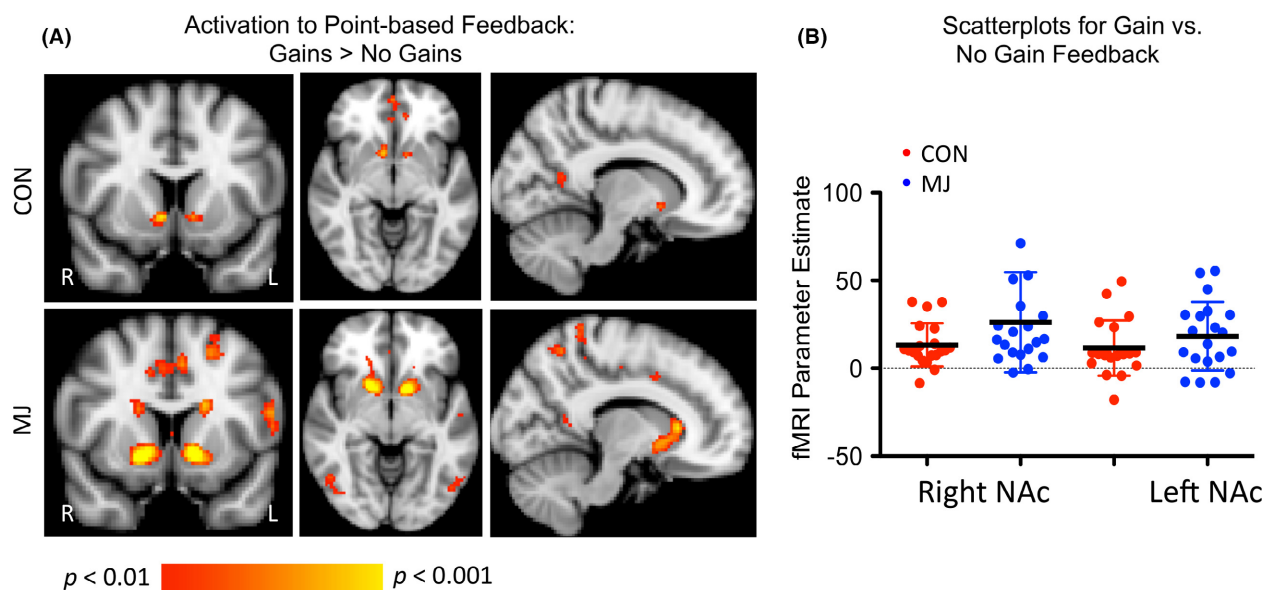 (A)
Activation to Point-based Feedback:
Gains > No Gains
CON
R
L
MJ
R
L
p < 0.01
p < 0.001
(B)
Scatterplots for Gain vs.
No Gain Feedback
CON
MJ
fMRI Parameter Estimate
100
50
0
-50
Right NAc
Left NAc